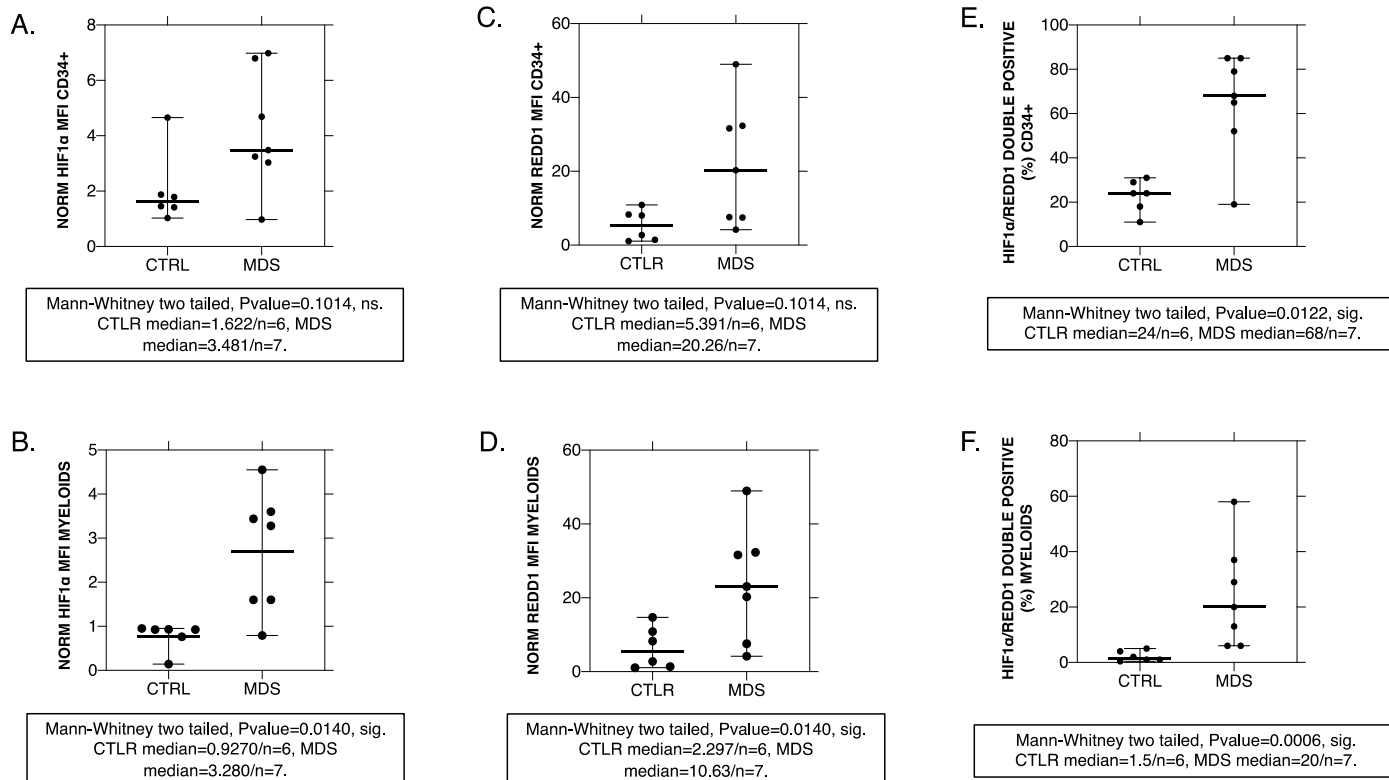 A.
NORM HIF1α MFI CD34+
8
6
4
2
0
CTRL
MDS
Mann-Whitney two tailed, Pvalue=0.1014, ns.
CTLR median=1.622/n=6, MDS
median=3.481/n=7.
C.
NORM REDD1 MFI CD34+
60
40
20
0
CTLR
MDS
Mann-Whitney two tailed, Pvalue=0.1014, ns.
CTLR median=5.391/n=6, MDS
median=20.26/n=7.
E.
HIF1α/REDD1 DOUBLE POSITIVE
(%) CD34+
100
80
60
40
20
0
CTRL
MDS
Mann-Whitney two tailed, Pvalue=0.0122, sig.
CTLR median=24/n=6, MDS median=68/n=7.
B.
NORM HIF1α MFI MYELOIDS
5
4
3
2
1
0
CTRL
MDS
Mann-Whitney two tailed, Pvalue=0.0140, sig.
CTLR median=0.9270/n=6, MDS
median=3.280/n=7.
D.
NORM REDD1 MFI MYELOIDS
60
40
20
0
CTLR
MDS
Mann-Whitney two tailed, Pvalue=0.0140, sig.
CTLR median=2.297/n=6, MDS
median=10.63/n=7.
F.
HIF1α/REDD1 DOUBLE POSITIVE
(%) MYELOIDS
80
60
40
20
0
CTRL
MDS
Mann-Whitney two tailed, Pvalue=0.0006, sig.
CTLR median=1.5/n=6, MDS median=20/n=7.